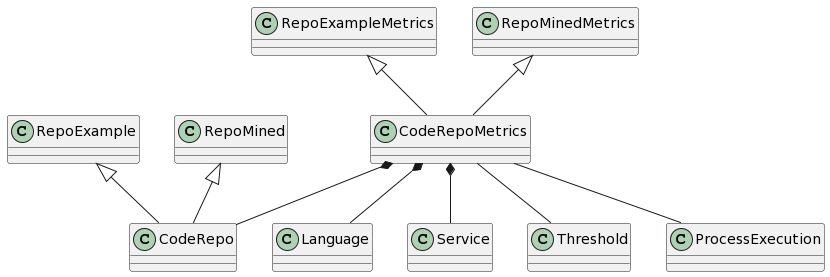 C RepoExampleMetrics
C RepoMinedMetrics
C RepoExample
C RepoMined
C CodeRepoMetrics
C CodeRepo
C Language
C Service
C Threshold
C ProcessExecution